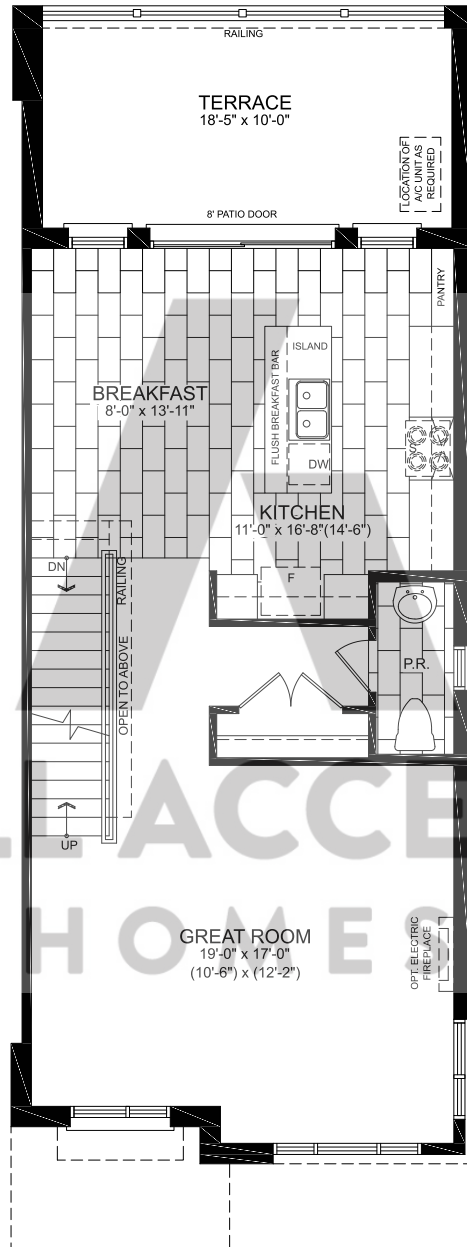 RAILING
TERRACE
18'-5" x 10'-0"
LOCATION OF
A/C UNIT AS
REQUIRED
8' PATIO DOOR
PANTRY
ISLAND
FLUSH BREAKFAST BAR
BREAKFAST
8'-0" x 13'-11"
DW
S
KITCHEN
11'-0" x 16'-8"(14'-6")
DN
F
RAILING
OPEN TO ABOVE
P.R.
UP
LL ACCE
HOMES
GREAT ROOM
19'-0" x 17'-0"
(10'-6") x (12'-2")
OPT. ELECTRIC
FIREPLACE